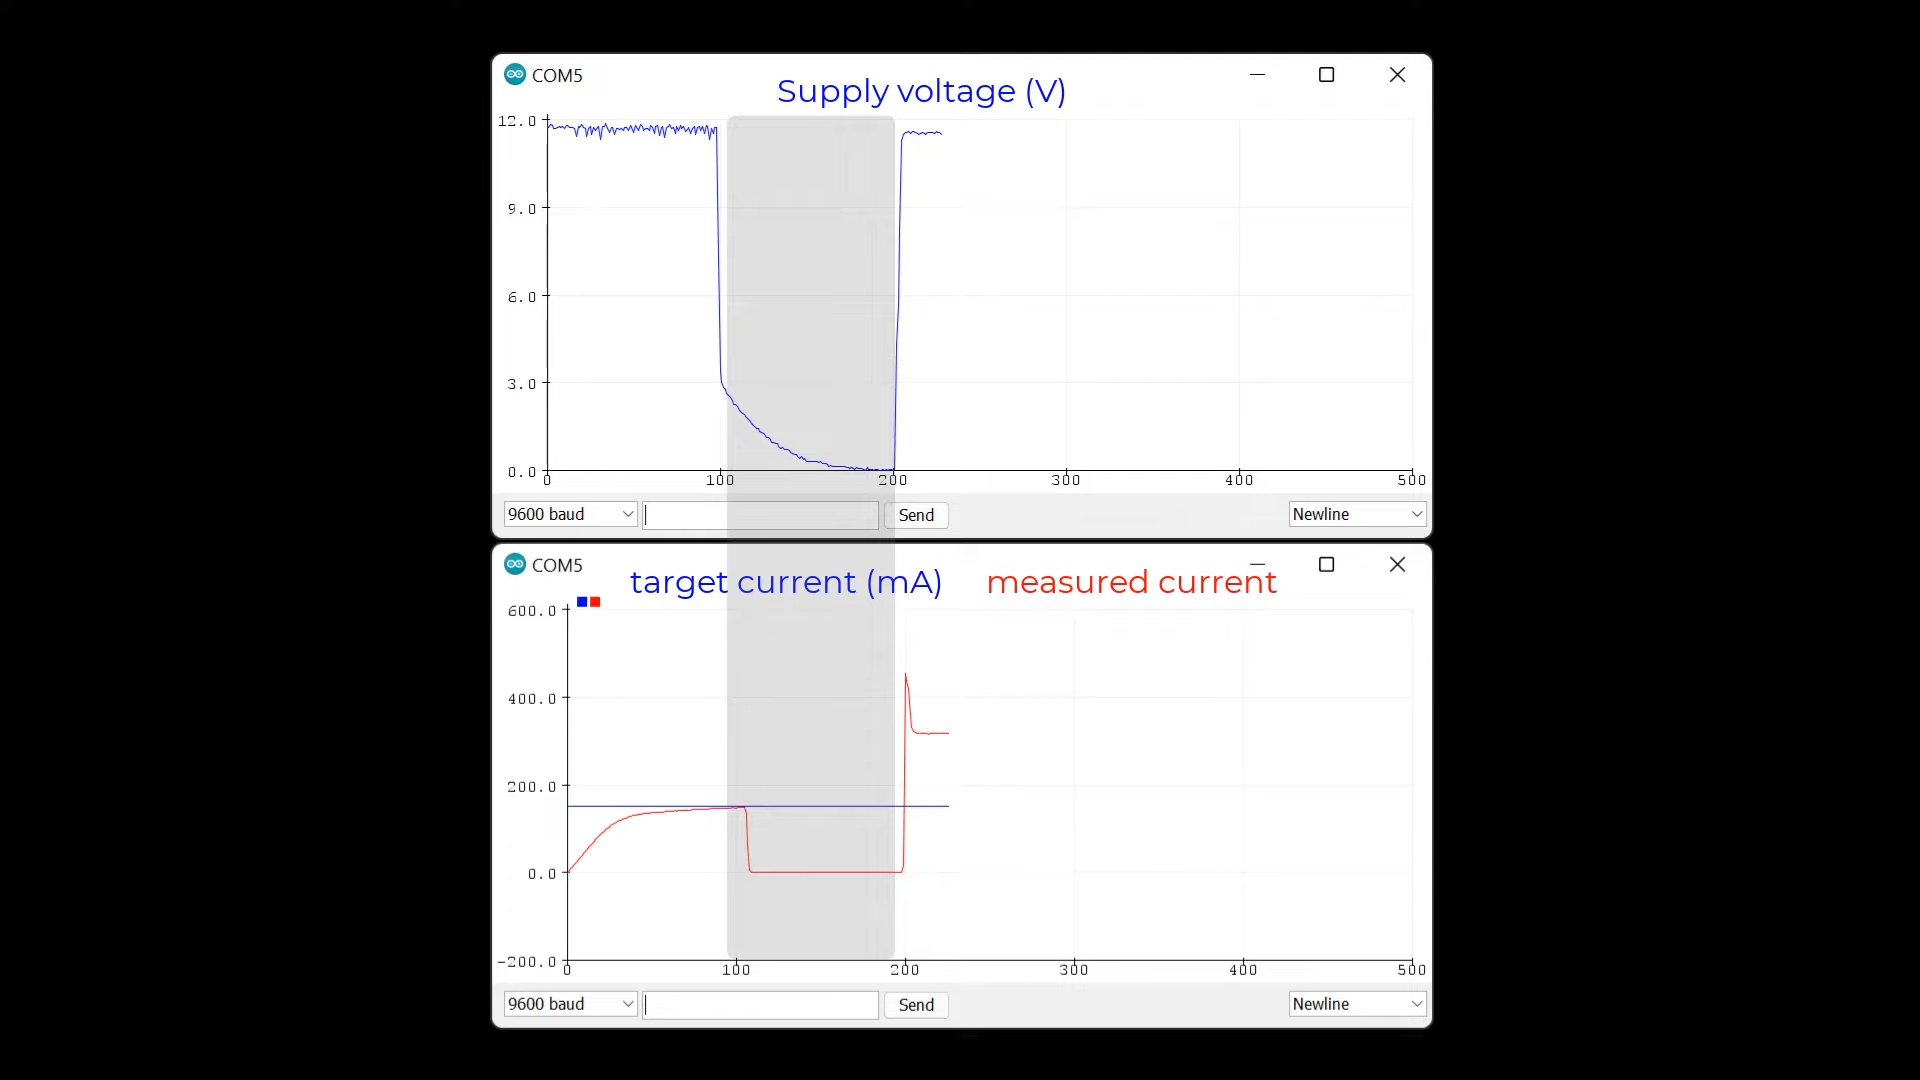 COM5
Supply voltage (V)
12.0
9.0
6.0
3.0
0.0
0 100 200 300 400 500
9600 baud Send Newline
COM5
target current (mA) measured current
600.0
400.0
200.0
0.0
-200.0
0 100 200 300 400 500
9600 baud Send Newline